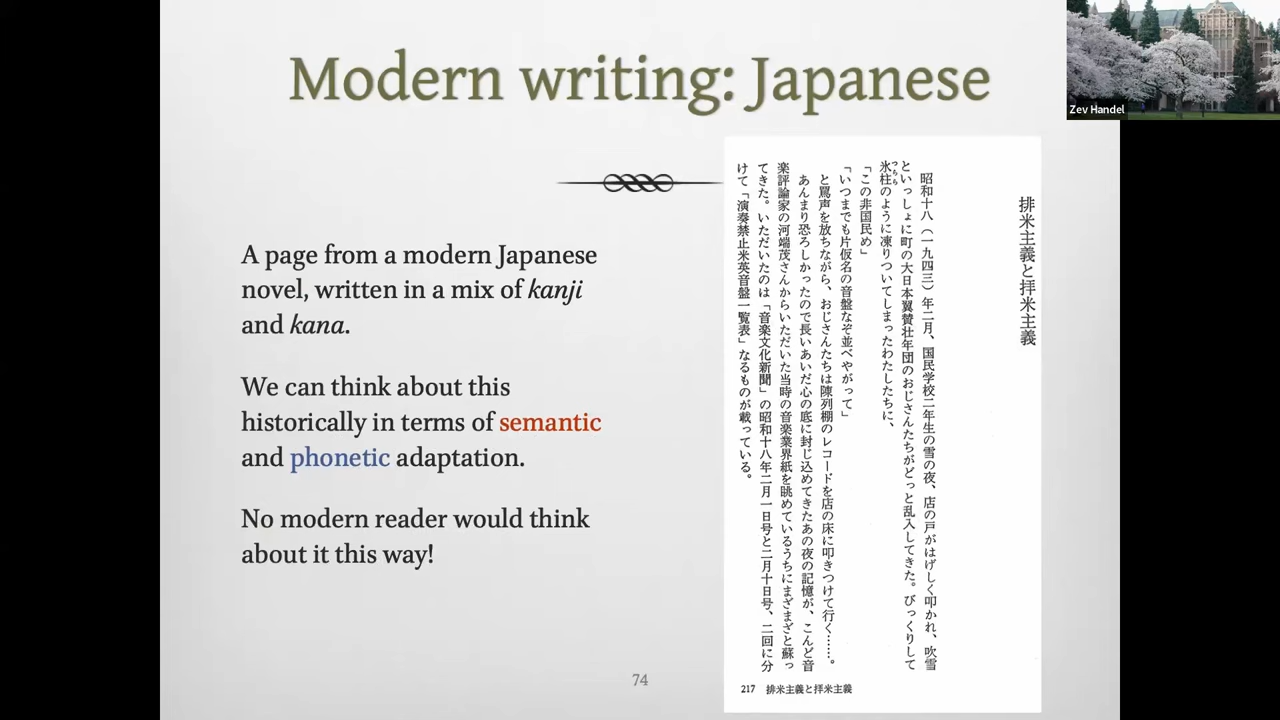 Modern writing: Japanese
Zev Handel
A page from a modern Japanese
novel, written in a mix of kanji
and kana.
We can think about this
historically in terms of semantic
and phonetic adaptation.
No modern reader would think
about it this way!
74
排米主義と拝米主義
昭和十八（一九四三）年二月、国民学校二年生の雪の夜、店の戸がはげしく叩かれ、吹雪
といっしょに町の大日本翼賛壮年団のおじさんたちがどっと乱入してきた。びっくりして
氷柱のように凍りついてしまったわたしたちに、
つらら
「この非国民め」
「いつまでも片仮名の音盤なぞ並べやがって」
と罵声を放ちながら、おじさんたちは陳列棚のレコードを店の床に叩きつけて行く……。
あんまり恐ろしかったので長いあいだ心の底に封じ込めてきたあの夜の記憶が、こんど音
楽評論家の河端茂さんからいただいた当時の音楽業界紙を眺めているうちにまざまざと蘇っ
てきた。いただいたのは「音楽文化新聞」の昭和十八年二月一日号と二月十日号、二回に分
けて「演奏禁止米英音盤一覧表」なるものが載っている。
217 排米主義と拝米主義